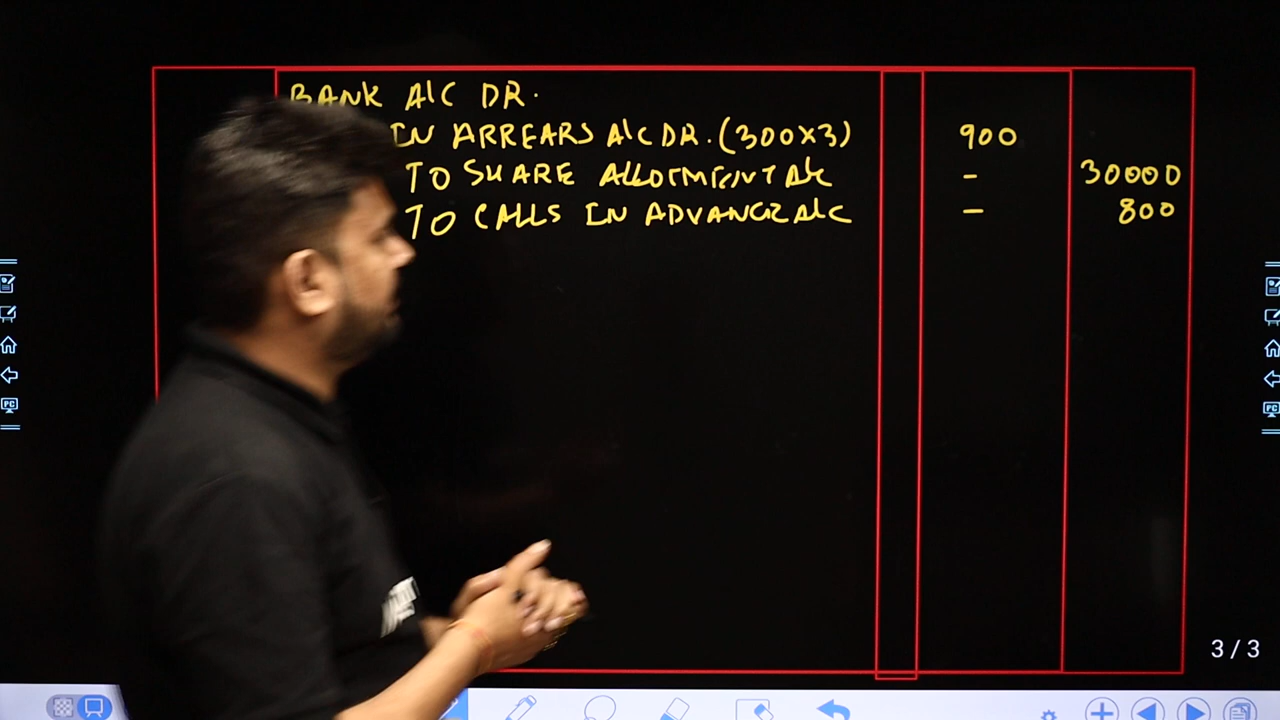 BANK A/C DR.
IN ARREARS A/C DR. (300X3) 900
TO SHARE ALLOTMENT A/c - 30000
TO CALLS IN ADVANCE A/C - 800
3 / 3